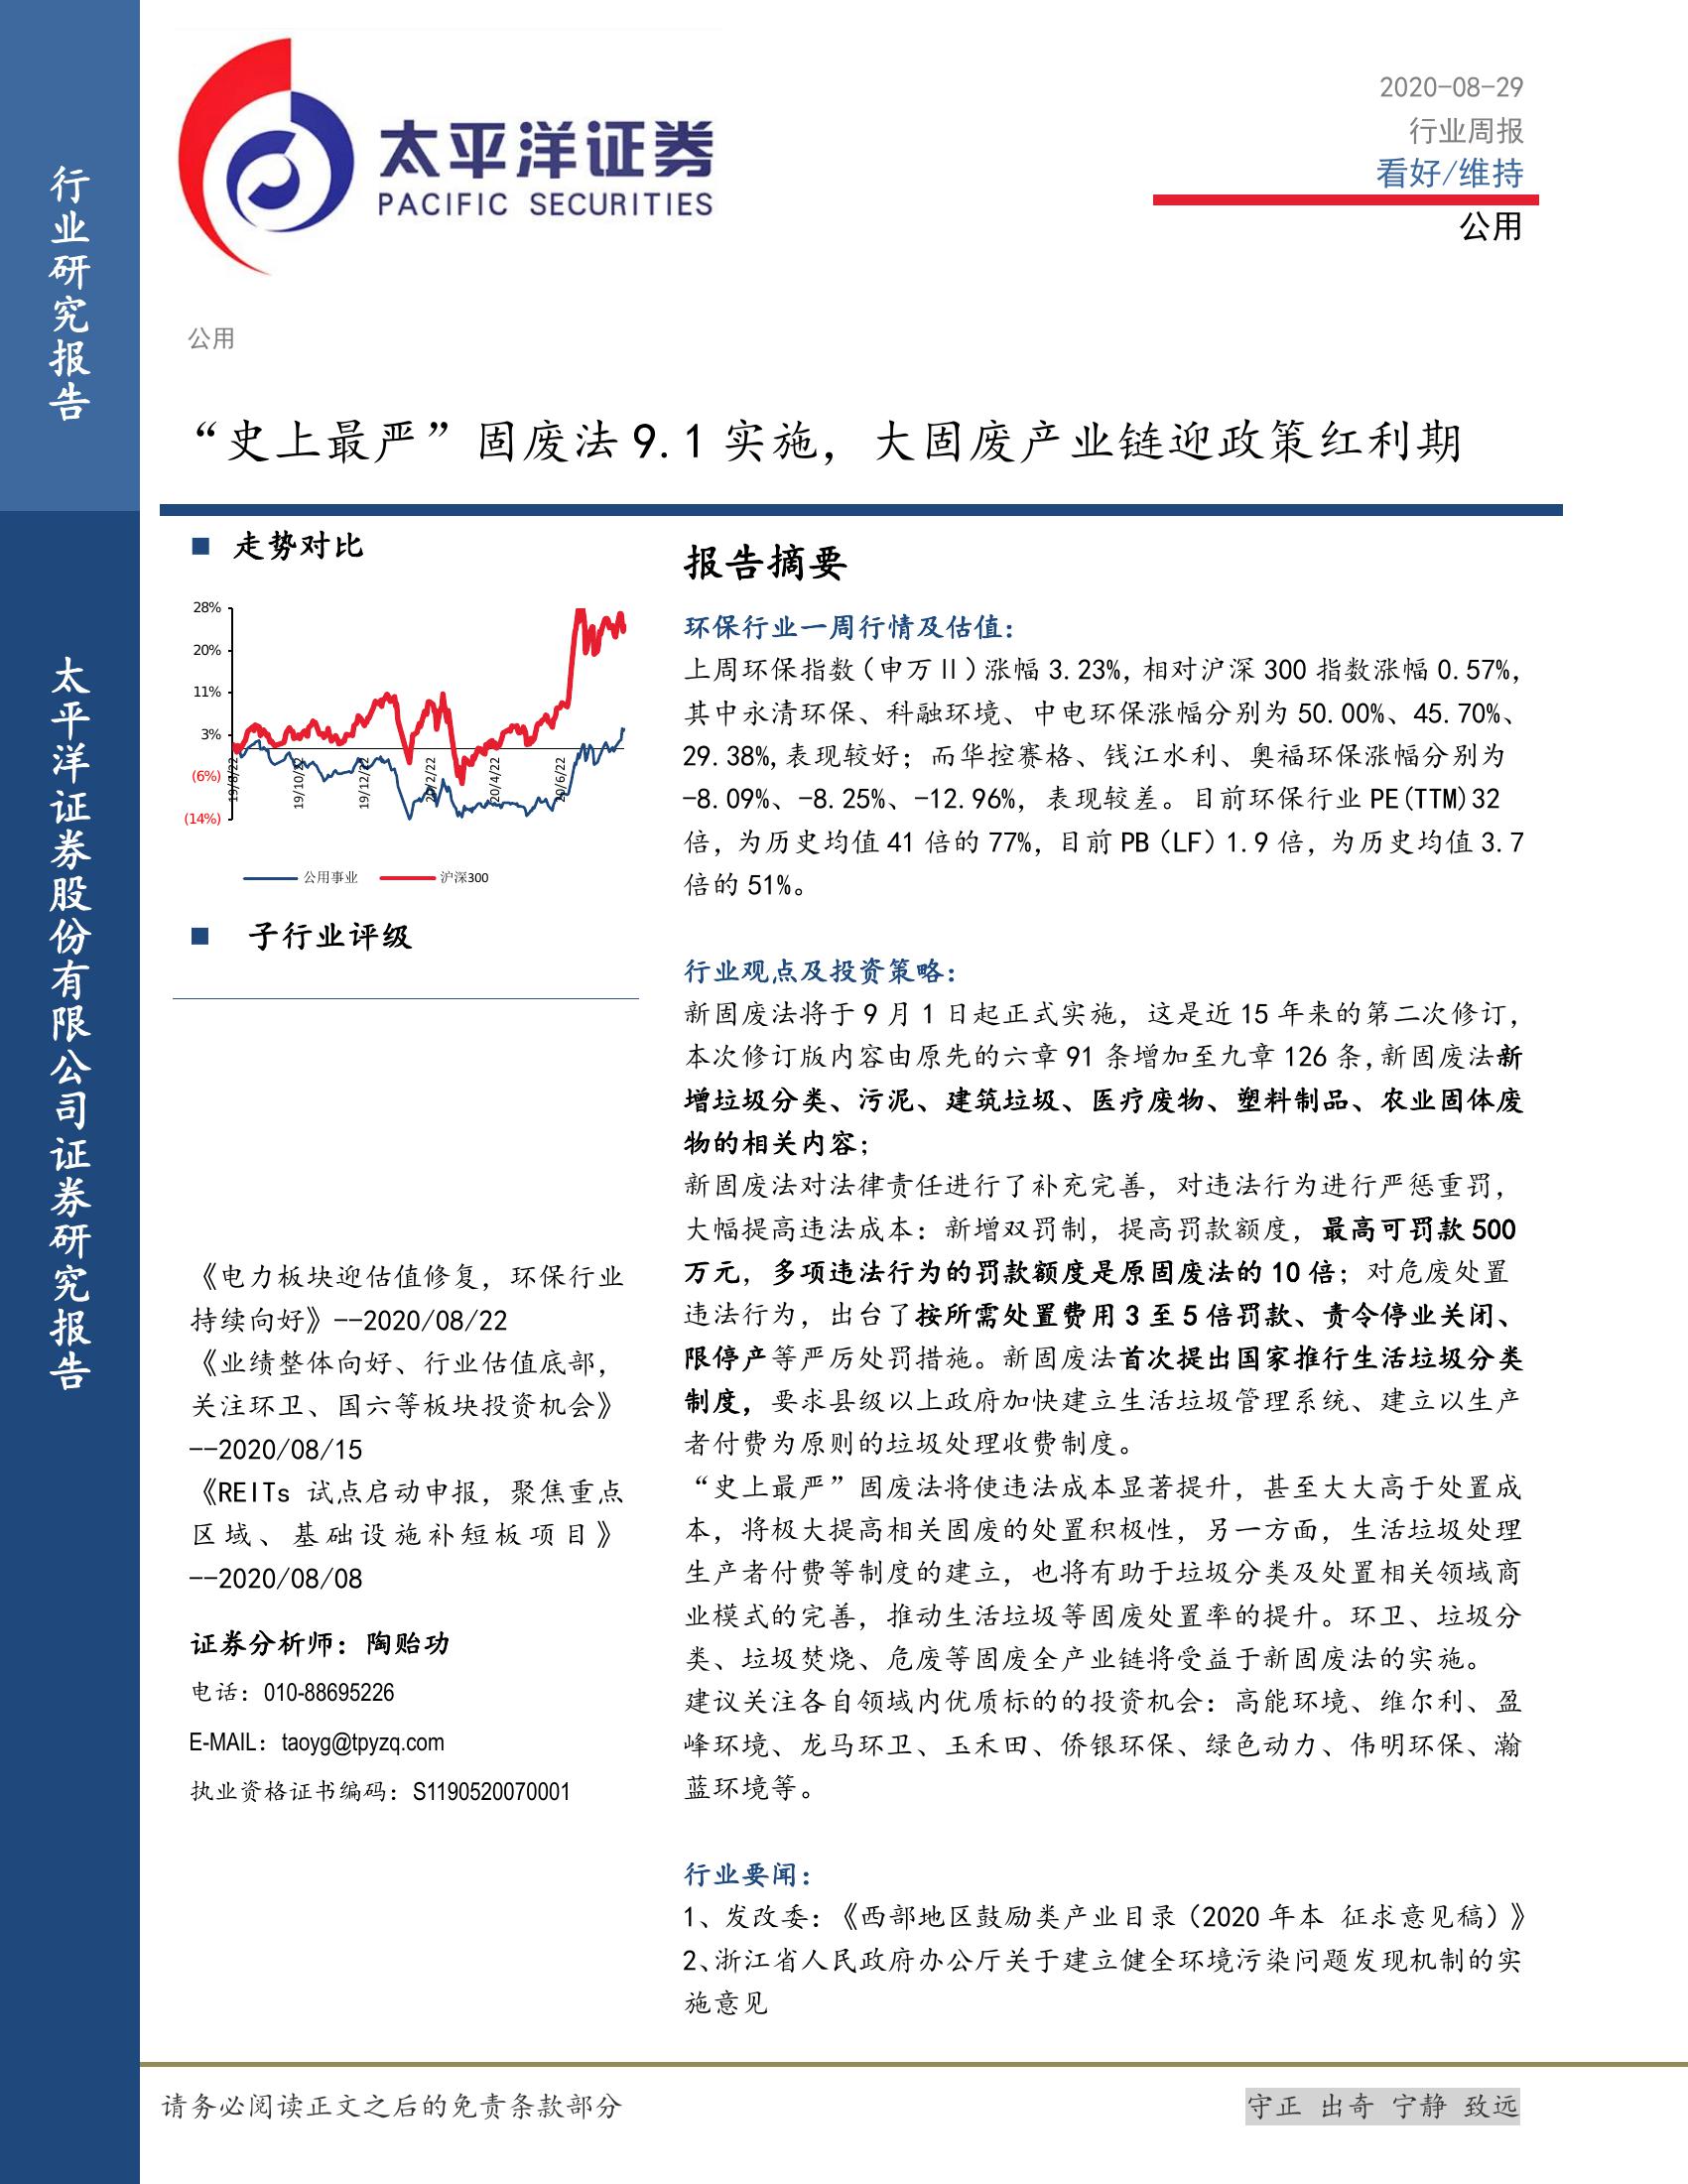 行业研究报告
太平洋证券股份有限公司证券研究报告
太平洋证券
PACIFIC SECURITIES
2020-08-29
行业周报
看好/维持
公用
公用
“史上最严”固废法 9.1 实施，大固废产业链迎政策红利期
■ 走势对比
28%
20%
11%
3%
(6%)
(14%)
19/8/22
19/10/22
19/12/22
20/2/22
20/4/22
20/6/22
公用事业
沪深300
■ 子行业评级
《电力板块迎估值修复，环保行业
持续向好》--2020/08/22
《业绩整体向好、行业估值底部，
关注环卫、国六等板块投资机会》
--2020/08/15
《REITs 试点启动申报，聚焦重点
区域、基础设施补短板项目》
--2020/08/08
证券分析师：陶贻功
电话：010-88695226
E-MAIL：taoyg@tpyzq.com
执业资格证书编码：S1190520070001
报告摘要
环保行业一周行情及估值：
上周环保指数（申万Ⅱ）涨幅 3.23%，相对沪深 300 指数涨幅 0.57%，
其中永清环保、科融环境、中电环保涨幅分别为 50.00%、45.70%、
29.38%，表现较好；而华控赛格、钱江水利、奥福环保涨幅分别为
-8.09%、-8.25%、-12.96%，表现较差。目前环保行业 PE(TTM)32
倍，为历史均值 41 倍的 77%，目前 PB（LF）1.9 倍，为历史均值 3.7
倍的 51%。
行业观点及投资策略：
新固废法将于 9 月 1 日起正式实施，这是近 15 年来的第二次修订，
本次修订版内容由原先的六章 91 条增加至九章 126 条，新固废法新
增垃圾分类、污泥、建筑垃圾、医疗废物、塑料制品、农业固体废
物的相关内容；
新固废法对法律责任进行了补充完善，对违法行为进行严惩重罚，
大幅提高违法成本：新增双罚制，提高罚款额度，最高可罚款 500
万元，多项违法行为的罚款额度是原固废法的 10 倍；对危废处置
违法行为，出台了按所需处置费用 3 至 5 倍罚款、责令停业关闭、
限停产等严厉处罚措施。新固废法首次提出国家推行生活垃圾分类
制度，要求县级以上政府加快建立生活垃圾管理系统、建立以生产
者付费为原则的垃圾处理收费制度。
“史上最严”固废法将使违法成本显著提升，甚至大大高于处置成
本，将极大提高相关固废的处置积极性，另一方面，生活垃圾处理
生产者付费等制度的建立，也将有助于垃圾分类及处置相关领域商
业模式的完善，推动生活垃圾等固废处置率的提升。环卫、垃圾分
类、垃圾焚烧、危废等固废全产业链将受益于新固废法的实施。
建议关注各自领域内优质标的的投资机会：高能环境、维尔利、盈
峰环境、龙马环卫、玉禾田、侨银环保、绿色动力、伟明环保、瀚
蓝环境等。
行业要闻：
1、发改委：《西部地区鼓励类产业目录（2020 年本 征求意见稿）》
2、浙江省人民政府办公厅关于建立健全环境污染问题发现机制的实
施意见
请务必阅读正文之后的免责条款部分
守正 出奇 宁静 致远